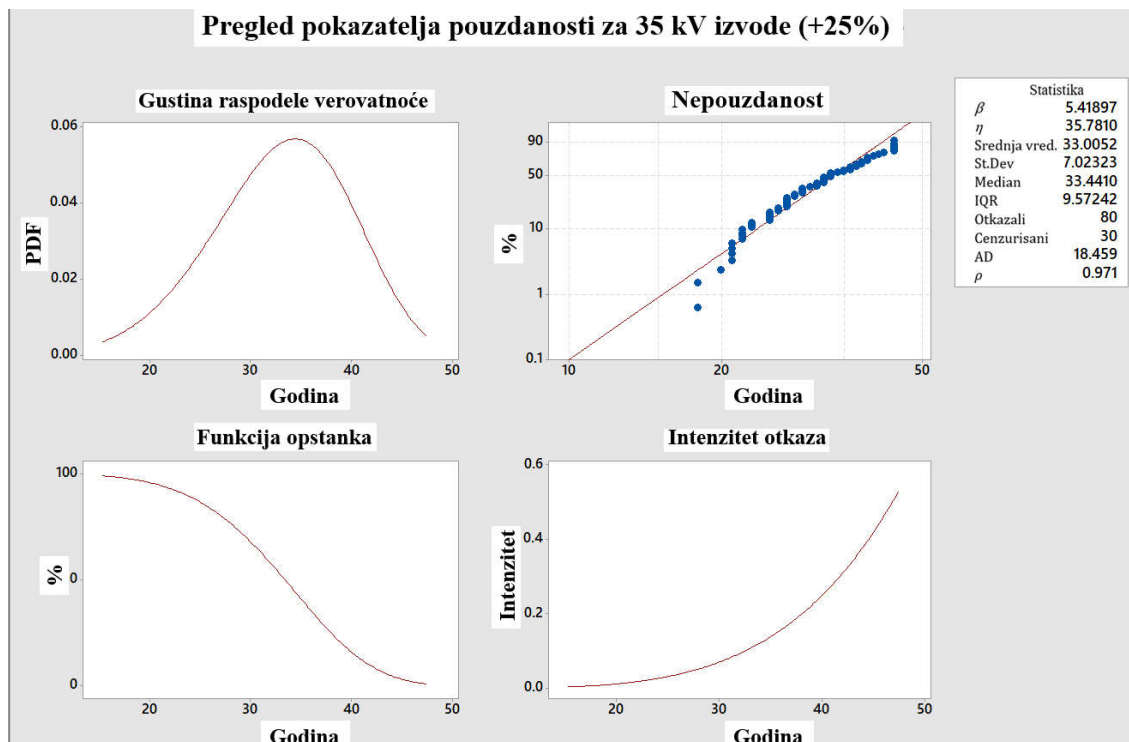 Pregled pokazatelja pouzdanosti za 35 kV izvode (+25%)
Gustina raspodele verovatnoće
0.06
0.04
0.02
0.00
PDF
20 30 40 50
Godina
Nepouzdanost
90
50
10
1
0.1
%
10 20 50
Godina
Statistika
β 5.41897
η 35.7810
Srednja vred. 33.0052
St.Dev 7.02323
Median 33.4410
IQR 9.57242
Otkazali 80
Cenzurisani 30
AD 18.459
ρ 0.971
Funkcija opstanka
100
0
0
%
20 30 40 50
Godina
Intenzitet otkaza
0.6
0.4
0.2
0.0
Intenzitet
20 30 40 50
Godina